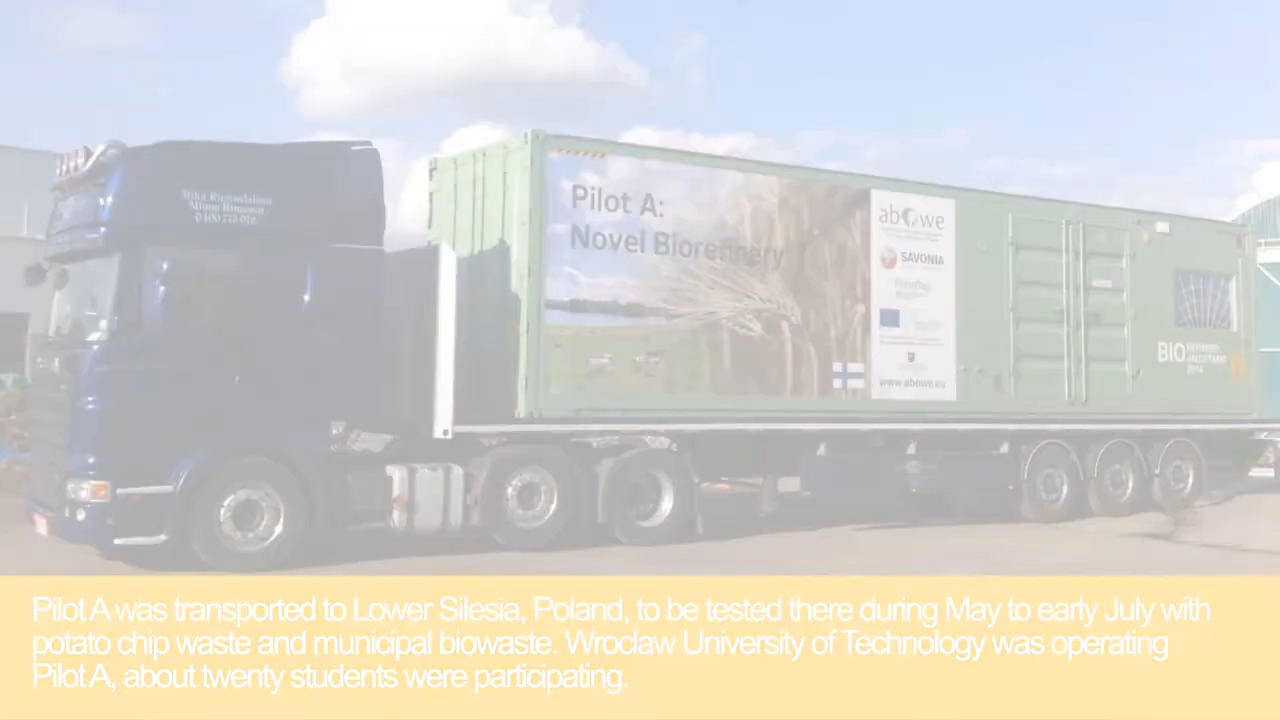 Pilot A:
Novel Biorefinery
abowe
SAVONIA
www.abowe.eu
BIO
2014
Pilot A was transported to Lower Silesia, Poland, to be tested there during May to early July with
potato chip waste and municipal biowaste. Wroclaw University of Technology was operating
Pilot A, about twenty students were participating.